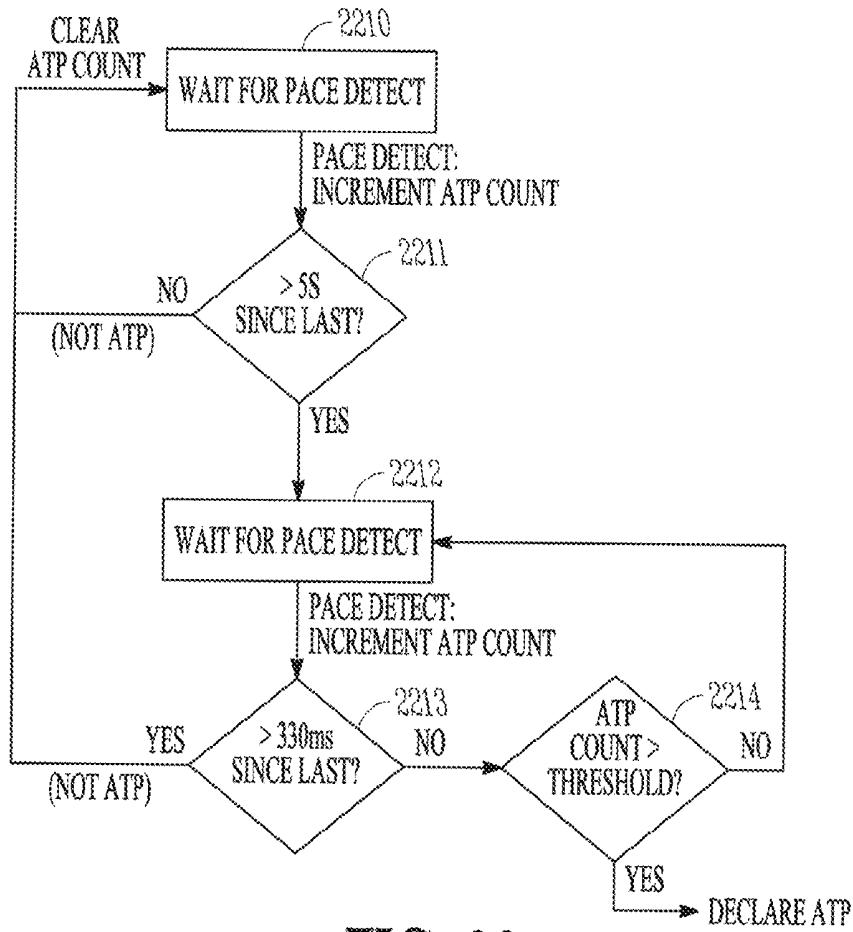 2210
CLEAR
ATP COUNT
WAIT FOR PACE DETECT
PACE DETECT:
INCREMENT ATP COUNT
2211
> 5S
SINCE LAST?
NO
(NOT ATP)
YES
2212
WAIT FOR PACE DETECT
PACE DETECT:
INCREMENT ATP COUNT
2213
> 330ms
SINCE LAST?
YES
(NOT ATP)
NO
2214
ATP
COUNT >
THRESHOLD?
NO
YES
DECLARE ATP